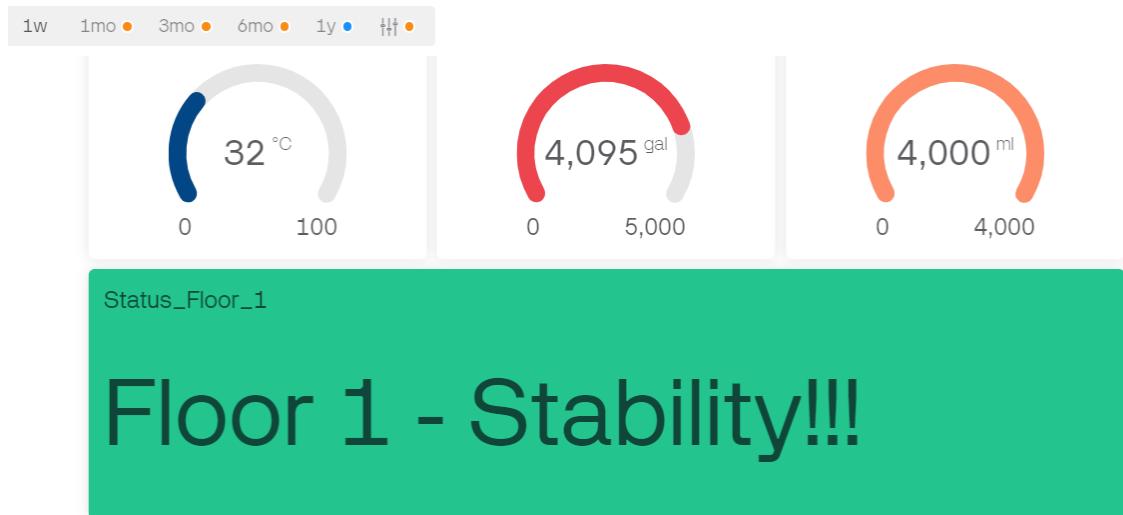 1w 1mo 3mo 6mo 1y
32 °C 4,095 gal 4,000 ml
0 100 0 5,000 0 4,000
Status_Floor_1
Floor 1 - Stability!!!